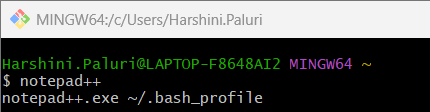 MINGW64:/c/Users/Harshini.Paluri
Harshini.Paluri@LAPTOP-F8648AI2 MINGW64 ~
$ notepad++
notepad++.exe ~/.bash_profile